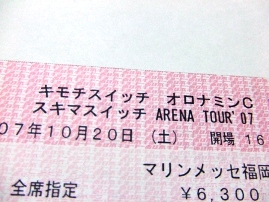 キモチスイッチ オロナミンC
スキマスイッチ ARENA TOUR'07
07年10月20日 (土) 開場 16
マリンメッセ福岡
全席指定 ￥6,300